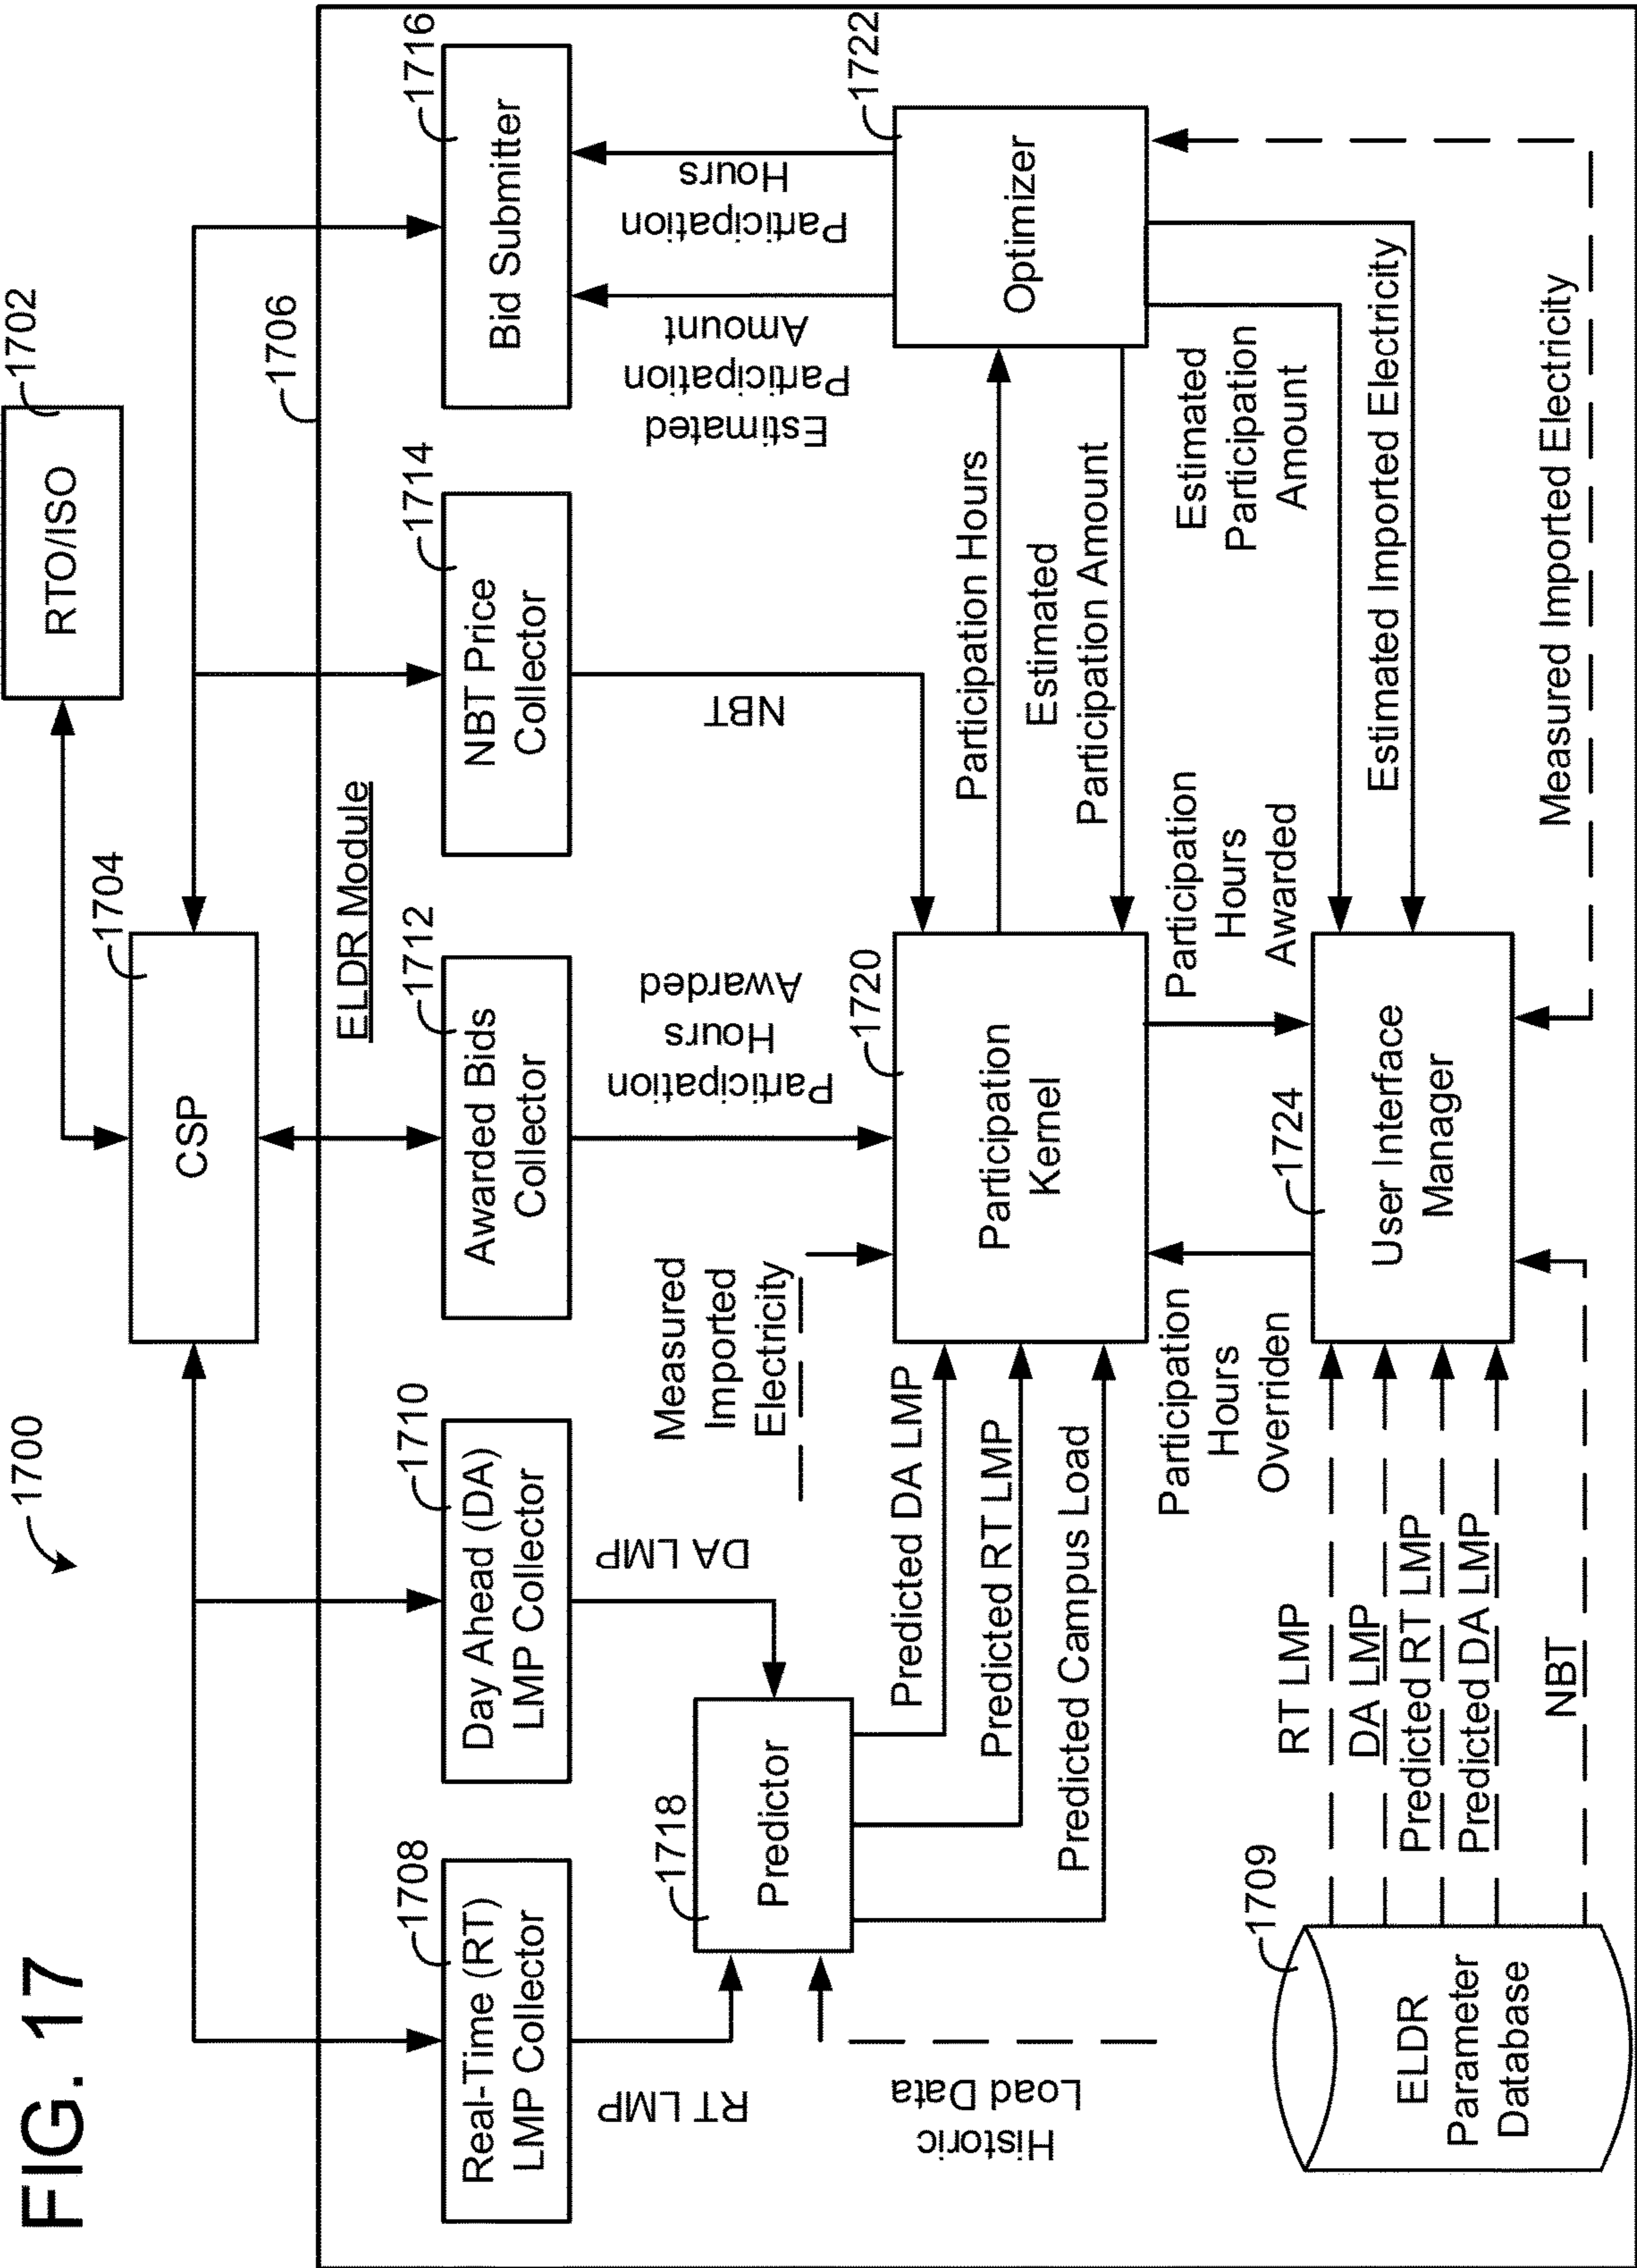 FIG. 17
1700
RTO/ISO
1702
CSP
1704
1706
ELDR Module
Real-Time (RT)
LMP Collector
1708
Day Ahead (DA)
LMP Collector
1710
Awarded Bids
Collector
1712
NBT Price
Collector
1714
Bid Submitter
1716
RT LMP
DA LMP
Participation
Hours
Awarded
NBT
Estimated
Participation
Amount
Participation
Hours
Measured
Imported
Electricity
Predictor
1718
Historic
Load Data
Predicted DA LMP
Predicted RT LMP
Predicted Campus Load
Participation
Kernel
1720
Participation Hours
Estimated
Participation Amount
Optimizer
1722
Participation
Hours
Overriden
Participation
Hours
Awarded
Estimated
Participation
Amount
Estimated Imported Electricity
Measured Imported Electricity
ELDR
Parameter
Database
1709
RT LMP
DA LMP
Predicted RT LMP
Predicted DA LMP
NBT
User Interface
Manager
1724